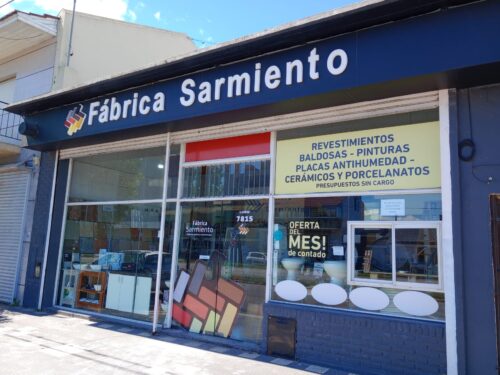 Fábrica Sarmiento
REVESTIMIENTOS
BALDOSAS - PINTURAS
PLACAS ANTIHUMEDAD -
CERÁMICOS Y PORCELANATOS
PRESUPUESTOS SIN CARGO
Fábrica
Sarmiento
7815
OFERTA
DEL
MES!
de contado